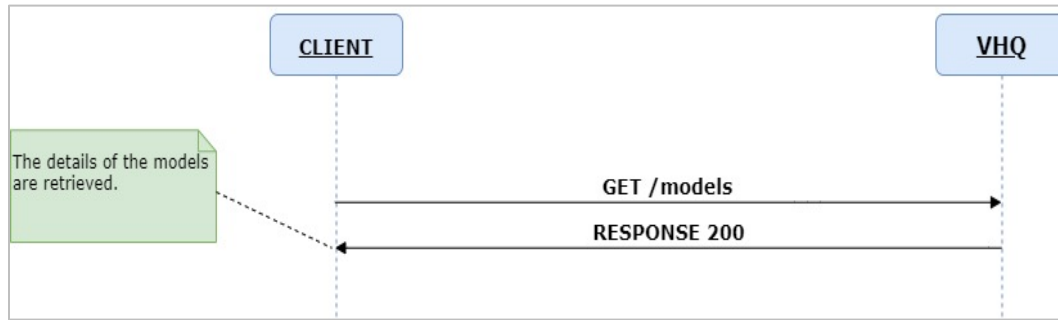 CLIENT
VHQ
The details of the models
are retrieved.
GET /models
RESPONSE 200